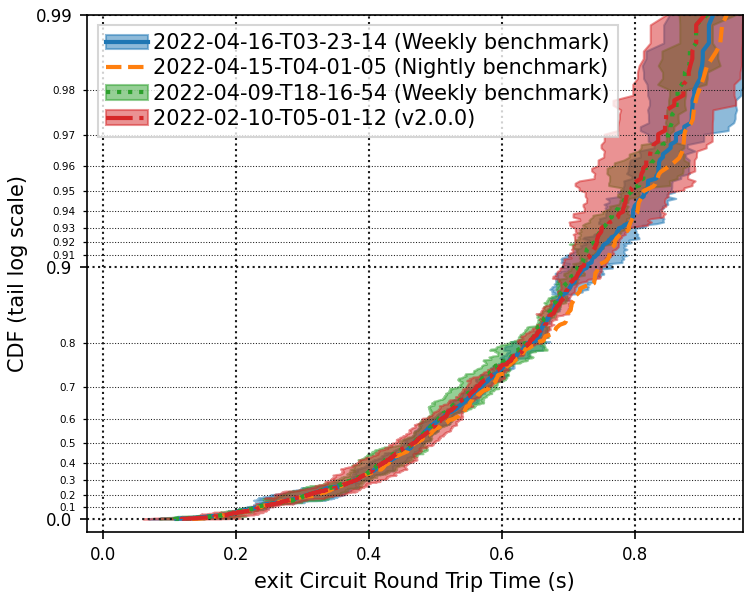 0.99
2022-04-16-T03-23-14 (Weekly benchmark)
2022-04-15-T04-01-05 (Nightly benchmark)
2022-04-09-T18-16-54 (Weekly benchmark)
2022-02-10-T05-01-12 (v2.0.0)
0.98
0.97
0.96
0.95
0.94
0.93
0.92
0.91
0.9
0.8
0.7
0.6
0.5
0.4
0.3
0.2
0.1
0.0
CDF (tail log scale)
0.0 0.2 0.4 0.6 0.8
exit Circuit Round Trip Time (s)